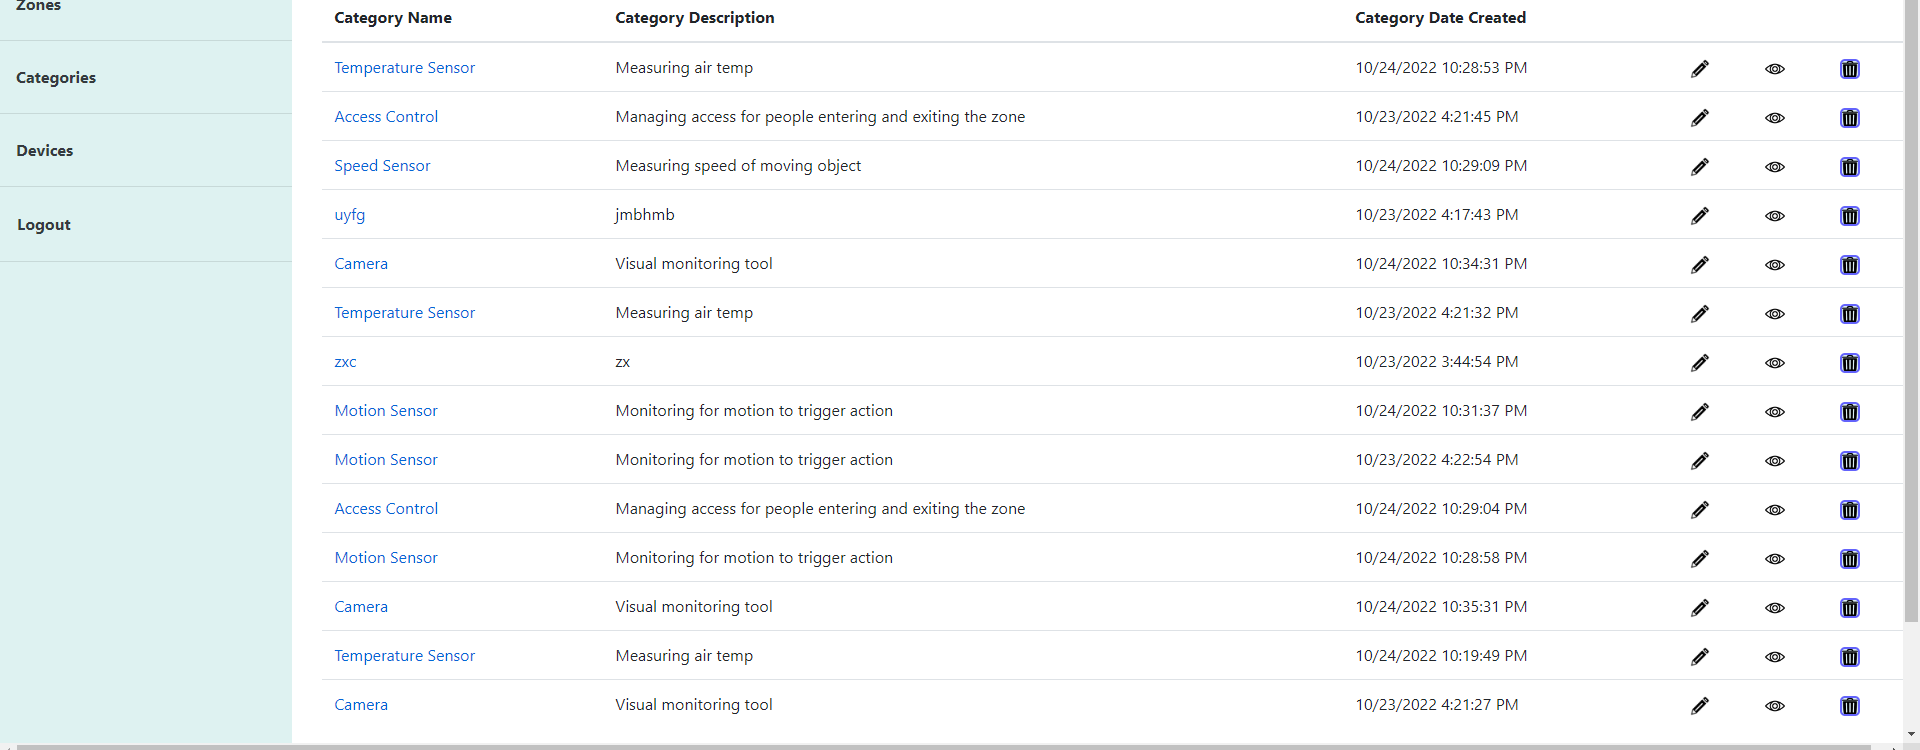 Zones
Categories
Devices
Logout
Category Name Category Description Category Date Created
Temperature Sensor Measuring air temp 10/24/2022 10:28:53 PM
Access Control Managing access for people entering and exiting the zone 10/23/2022 4:21:45 PM
Speed Sensor Measuring speed of moving object 10/24/2022 10:29:09 PM
uyfg jmbhmb 10/23/2022 4:17:43 PM
Camera Visual monitoring tool 10/24/2022 10:34:31 PM
Temperature Sensor Measuring air temp 10/23/2022 4:21:32 PM
zxc zx 10/23/2022 3:44:54 PM
Motion Sensor Monitoring for motion to trigger action 10/24/2022 10:31:37 PM
Motion Sensor Monitoring for motion to trigger action 10/23/2022 4:22:54 PM
Access Control Managing access for people entering and exiting the zone 10/24/2022 10:29:04 PM
Motion Sensor Monitoring for motion to trigger action 10/24/2022 10:28:58 PM
Camera Visual monitoring tool 10/24/2022 10:35:31 PM
Temperature Sensor Measuring air temp 10/24/2022 10:19:49 PM
Camera Visual monitoring tool 10/23/2022 4:21:27 PM